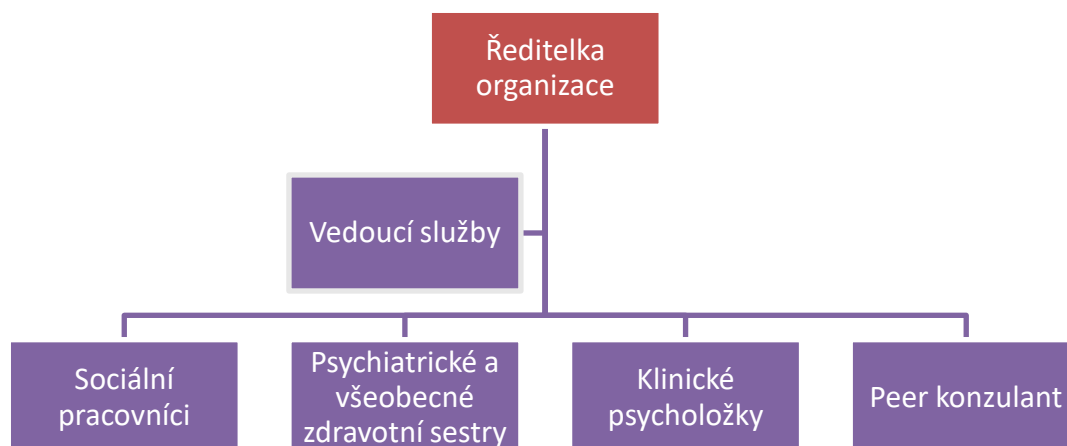 Ředitelka
organizace
Vedoucí služby
Sociální
pracovníci
Psychiatrické a
všeobecné
zdravotní sestry
Klinické
psycholožky
Peer konzulant